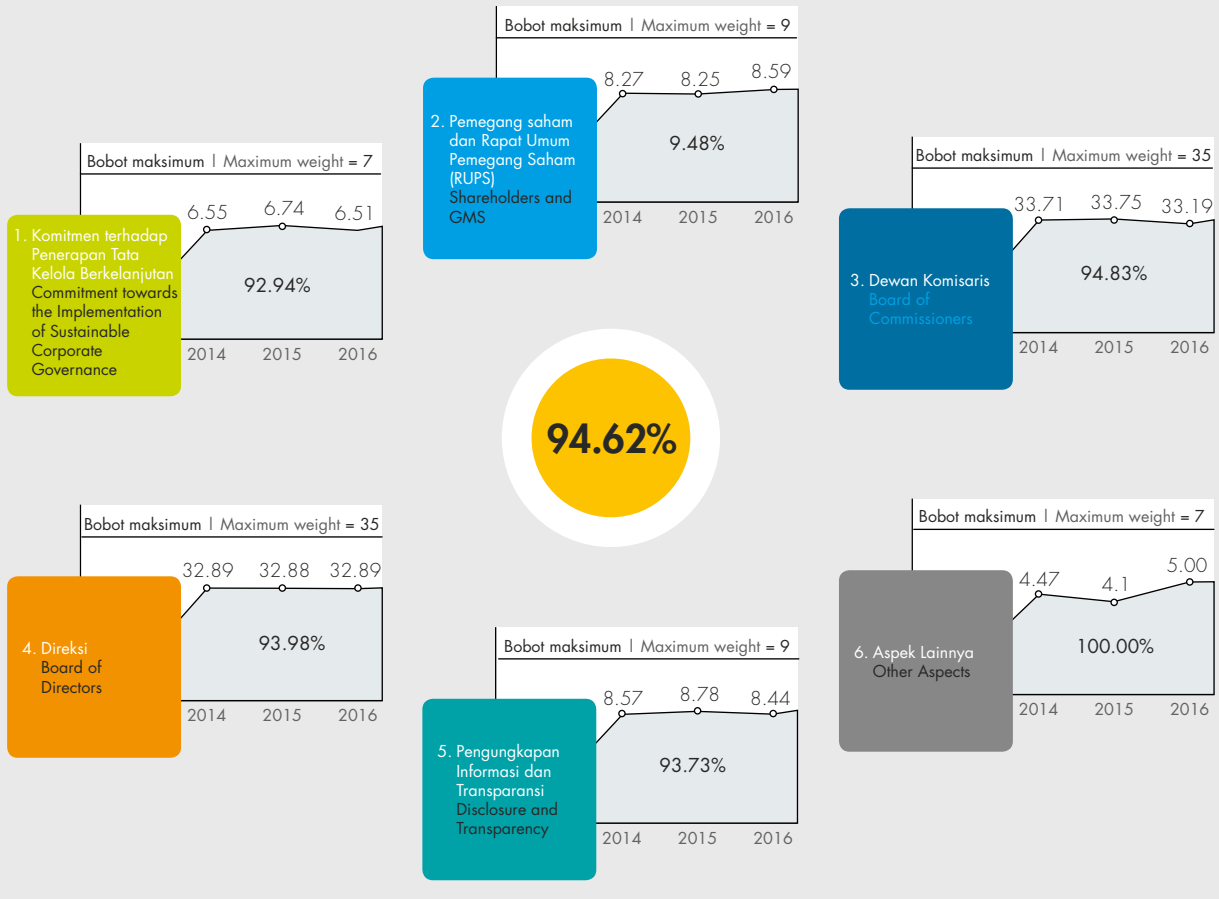 Bobot maksimum | Maximum weight = 7
6.55 6.74 6.51
1. Komitmen terhadap
Penerapan Tata
Kelola Berkelanjutan
Commitment towards
the Implementation
of Sustainable
Corporate
Governance
92.94%
2014 2015 2016
Bobot maksimum | Maximum weight = 9
8.27 8.25 8.59
2. Pemegang saham
dan Rapat Umum
Pemegang Saham
(RUPS)
Shareholders and
GMS
9.48%
2014 2015 2016
Bobot maksimum | Maximum weight = 35
33.71 33.75 33.19
3. Dewan Komisaris
Board of
Commissioners
94.83%
2014 2015 2016
94.62%
Bobot maksimum | Maximum weight = 35
32.89 32.88 32.89
4. Direksi
Board of
Directors
93.98%
2014 2015 2016
Bobot maksimum | Maximum weight = 9
8.57 8.78 8.44
5. Pengungkapan
Informasi dan
Transparansi
Disclosure and
Transparency
93.73%
2014 2015 2016
Bobot maksimum | Maximum weight = 7
4.47 4.1 5.00
6. Aspek Lainnya
Other Aspects
100.00%
2014 2015 2016